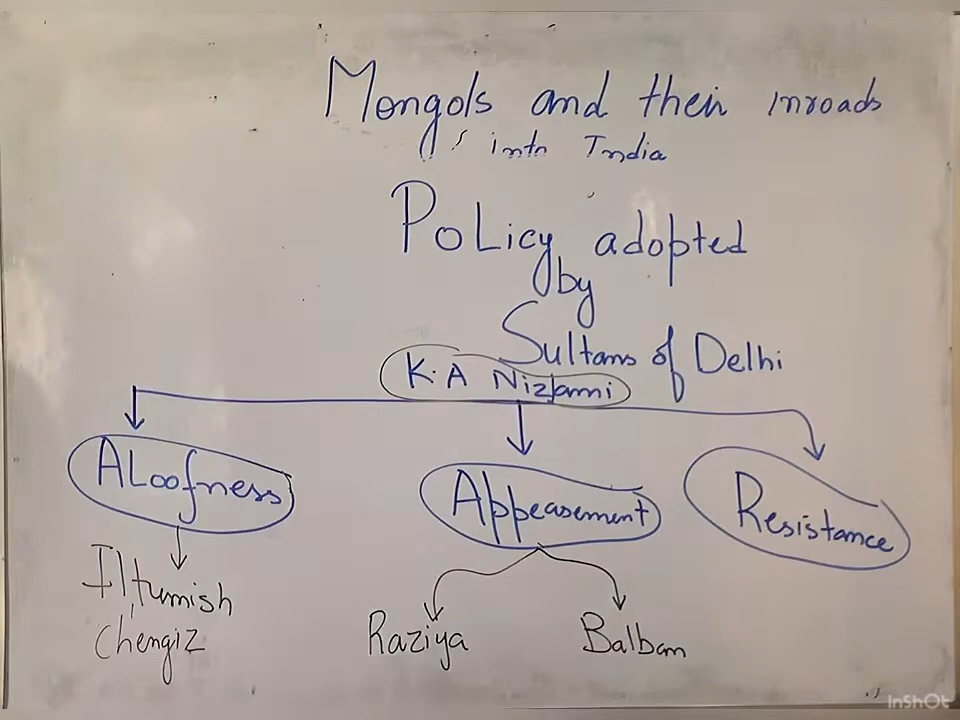 Mongols and their inroads
into India
Policy adopted
by
Sultans of Delhi
K.A Nizami
Aloofness
Appeasement
Resistance
Iltumish
Chengiz
Raziya
Balban
InShOt